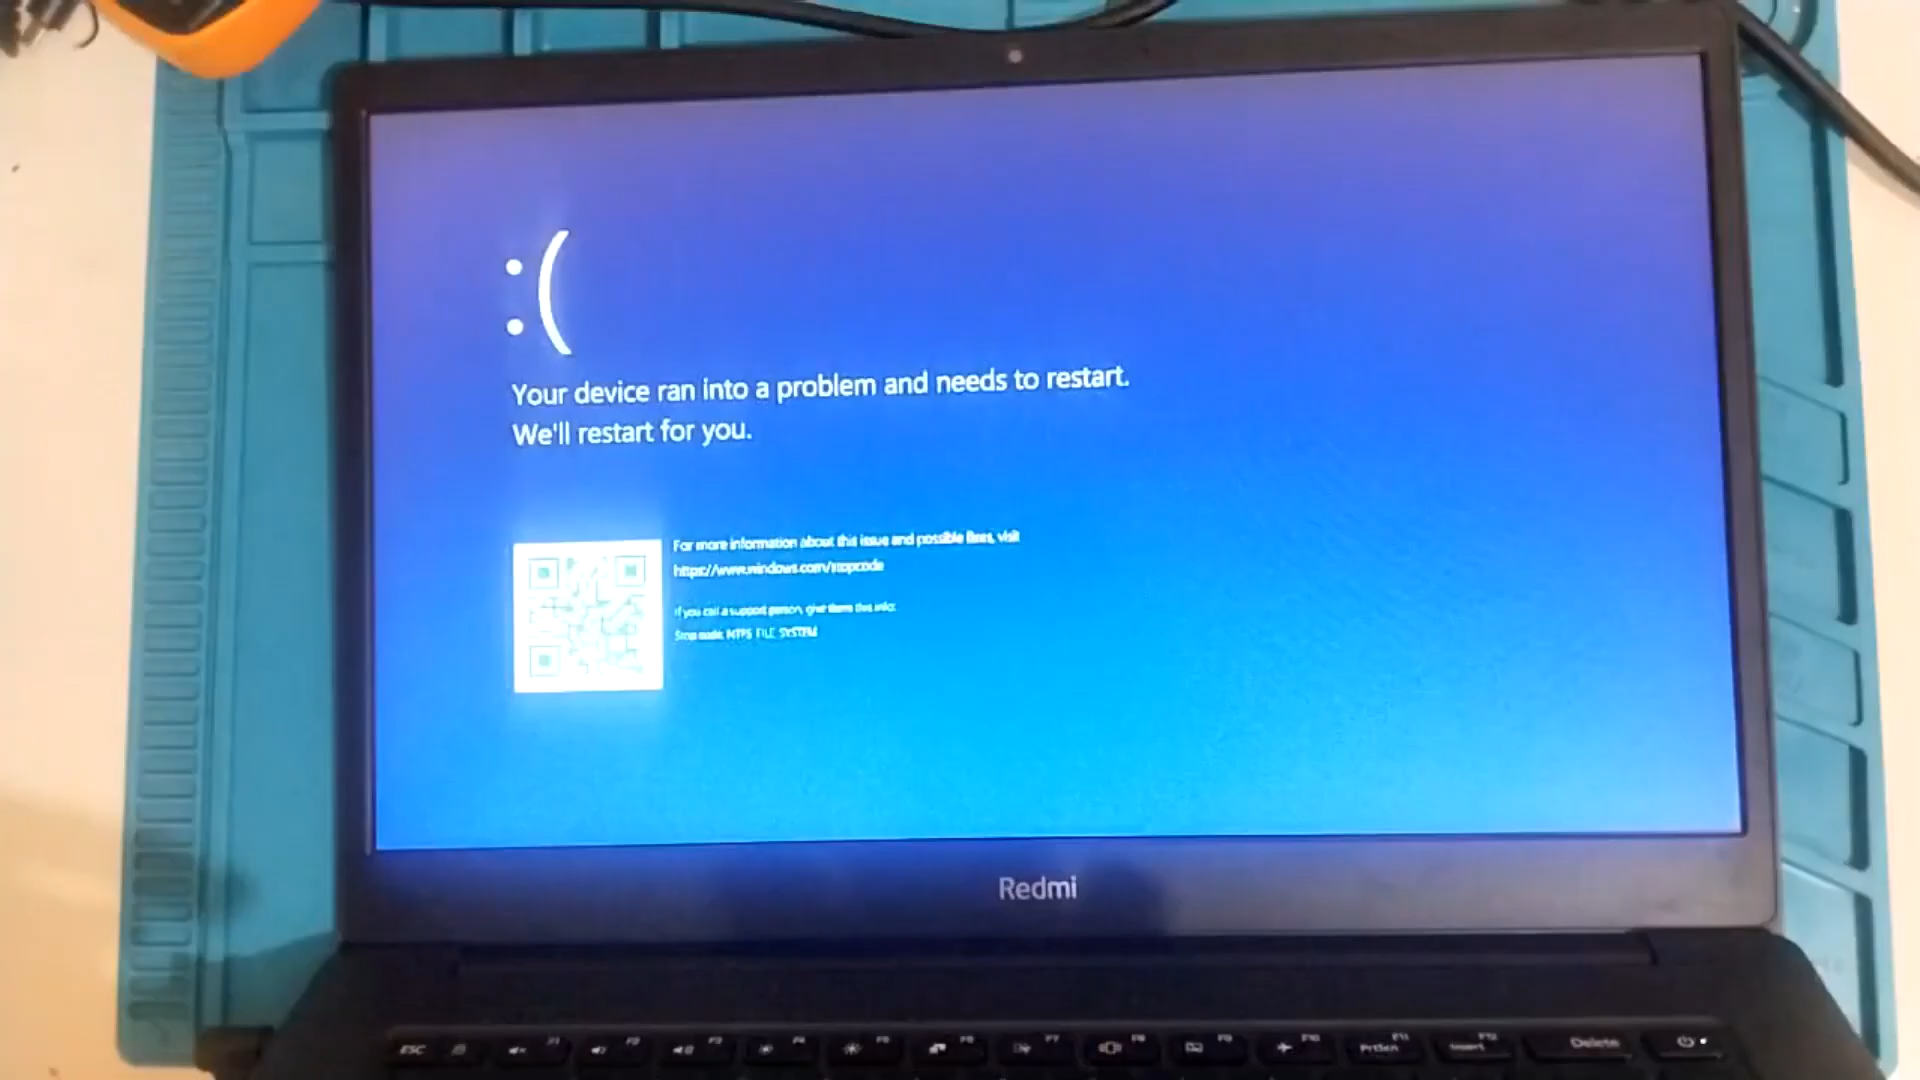 :(
Your device ran into a problem and needs to restart.
We'll restart for you.
For more information about this issue and possible fixes, visit
https://www.windows.com/stopcode
If you call a support person, give them this info:
Stop code: NTFS FILE SYSTEM
Redmi
ESC F1 F2 F3 F4 F5 F6 F7 F8 F9 F10 PrtScn F11 Insert F12 Delete